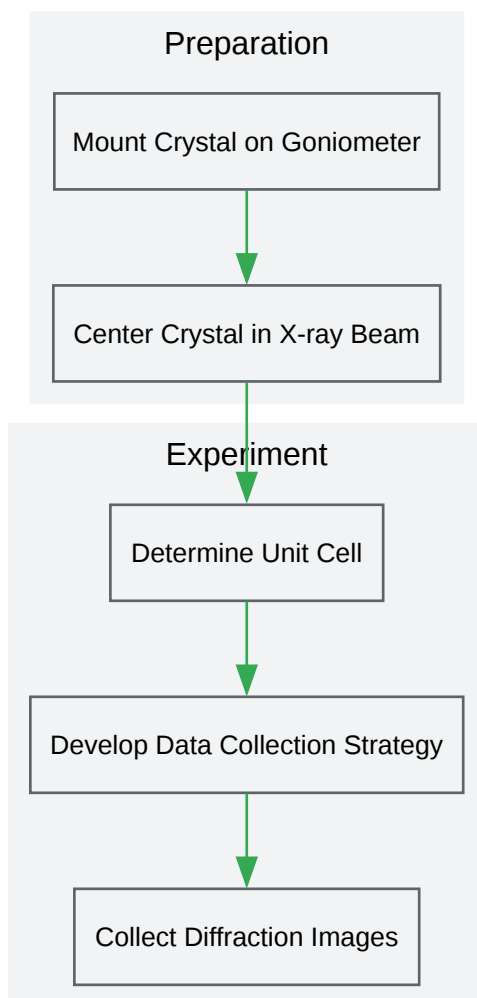 Preparation
Mount Crystal on Goniometer
Center Crystal in X-ray Beam
Experiment
Determine Unit Cell
Develop Data Collection Strategy
Collect Diffraction Images